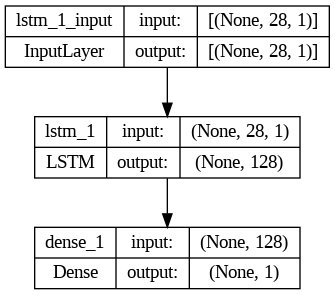 lstm_1_input input: [(None, 28, 1)]
InputLayer output: [(None, 28, 1)]
lstm_1 input: (None, 28, 1)
LSTM output: (None, 128)
dense_1 input: (None, 128)
Dense output: (None, 1)